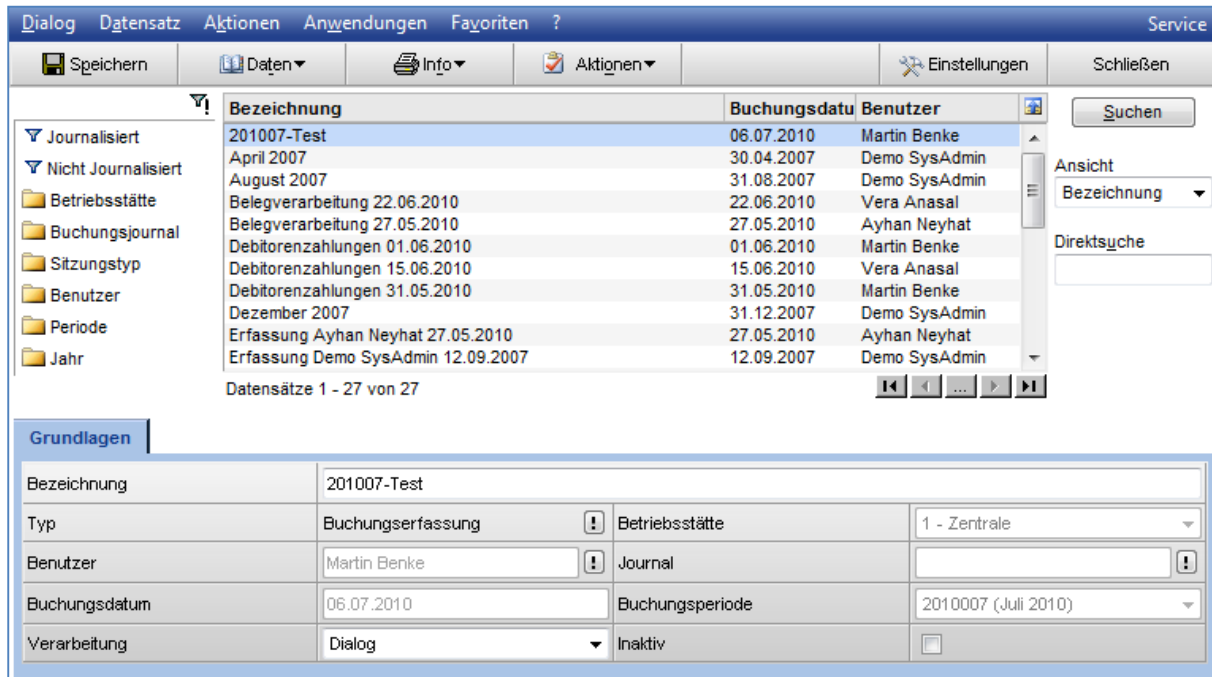 Dialog Datensatz Aktionen Anwendungen Favoriten ? Service
Speichern Daten Info Aktionen Einstellungen Schließen
Bezeichnung Buchungsdatu Benutzer Suchen
Journalisiert 201007-Test 06.07.2010 Martin Benke
April 2007 30.04.2007 Demo SysAdmin
Nicht Journalisiert August 2007 31.08.2007 Demo SysAdmin Ansicht
Betriebsstätte Belegverarbeitung 22.06.2010 22.06.2010 Vera Anasal Bezeichnung
Belegverarbeitung 27.05.2010 27.05.2010 Ayhan Neyhat
Buchungsjournal Debitorenzahlungen 01.06.2010 01.06.2010 Martin Benke Direktsuche
Sitzungstyp Debitorenzahlungen 15.06.2010 15.06.2010 Vera Anasal
Benutzer Debitorenzahlungen 31.05.2010 31.05.2010 Martin Benke
Dezember 2007 31.12.2007 Demo SysAdmin
Periode Erfassung Ayhan Neyhat 27.05.2010 27.05.2010 Ayhan Neyhat
Jahr Erfassung Demo SysAdmin 12.09.2007 12.09.2007 Demo SysAdmin
Datensätze 1 - 27 von 27 ...
Grundlagen
Bezeichnung 201007-Test
Typ Buchungserfassung ! Betriebsstätte 1 - Zentrale
Benutzer Martin Benke ! Journal !
Buchungsdatum 06.07.2010 Buchungsperiode 2010007 (Juli 2010)
Verarbeitung Dialog Inaktiv